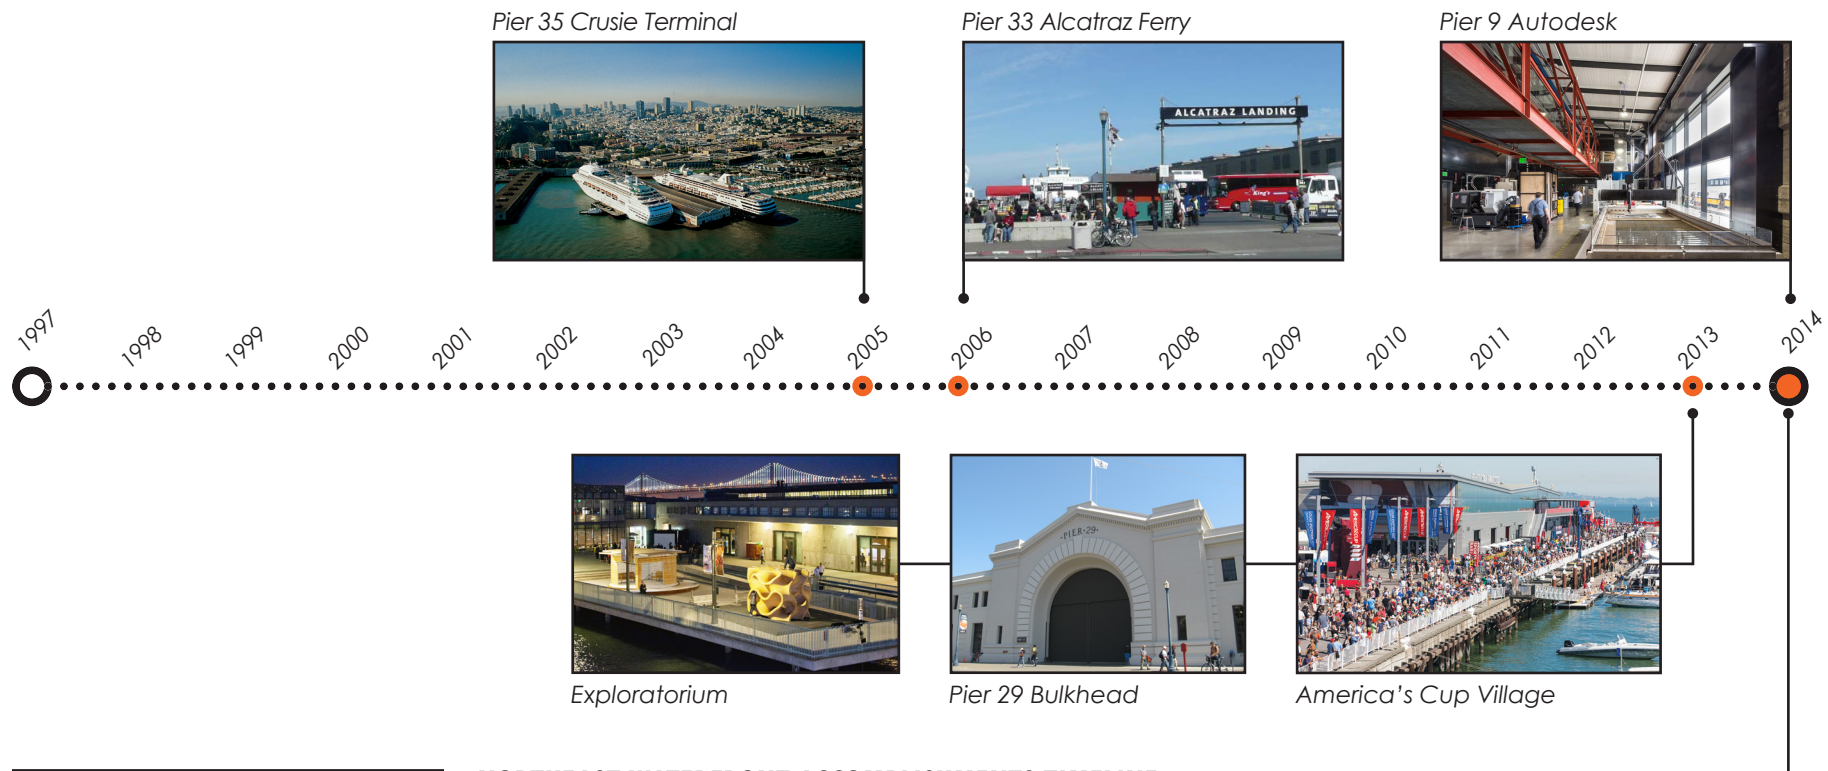 Pier 35 Crusie Terminal
Pier 33 Alcatraz Ferry
Pier 9 Autodesk
ALCATRAZ LANDING
King's
1997
1998
1999
2000
2001
2002
2003
2004
2005
2006
2007
2008
2009
2010
2011
2012
2013
2014
PIER·29
Exploratorium
Pier 29 Bulkhead
America's Cup Village